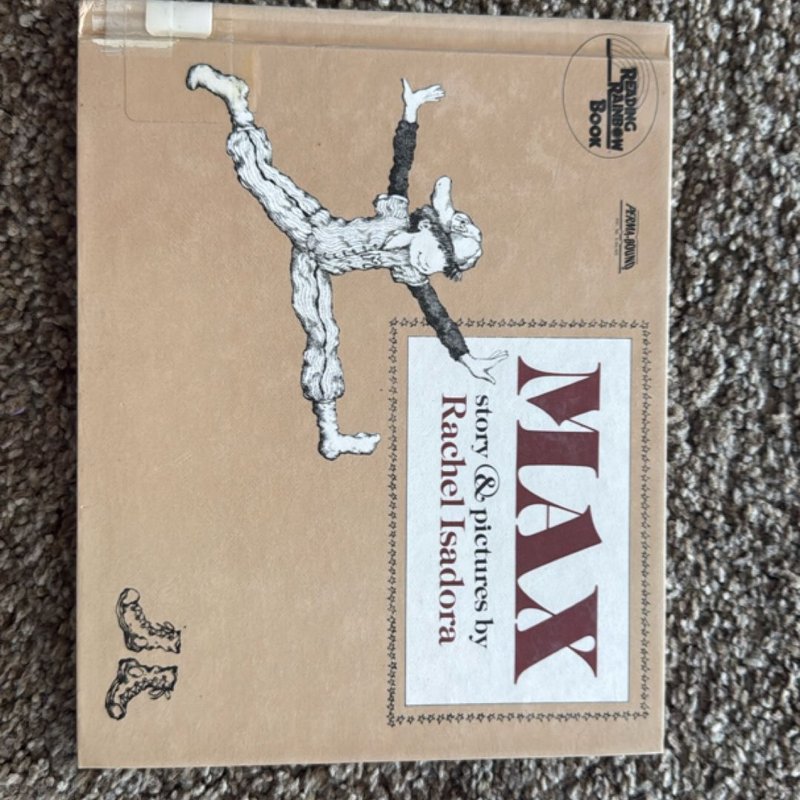 READING
RAINBOW
BOOK
PERMA-BOUND
MAX
story & pictures by
Rachel Isadora